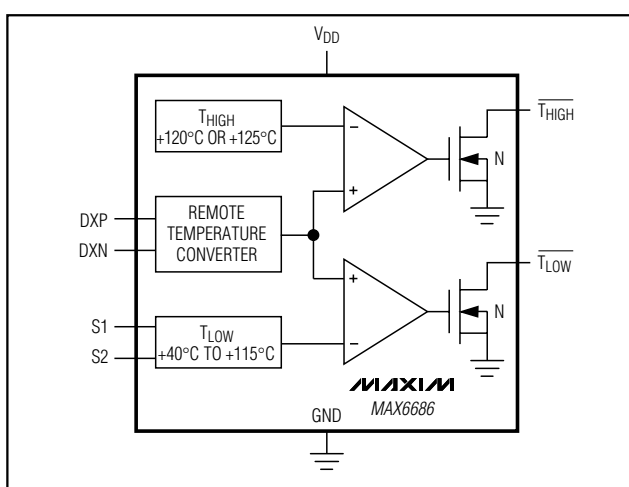 VDD
THIGH
+120°C OR +125°C
−
THIGH
N
+
DXP
DXN
REMOTE
TEMPERATURE
CONVERTER
+
TLOW
N
S1
S2
TLOW
+40°C TO +115°C
−
MAXIM
MAX6686
GND